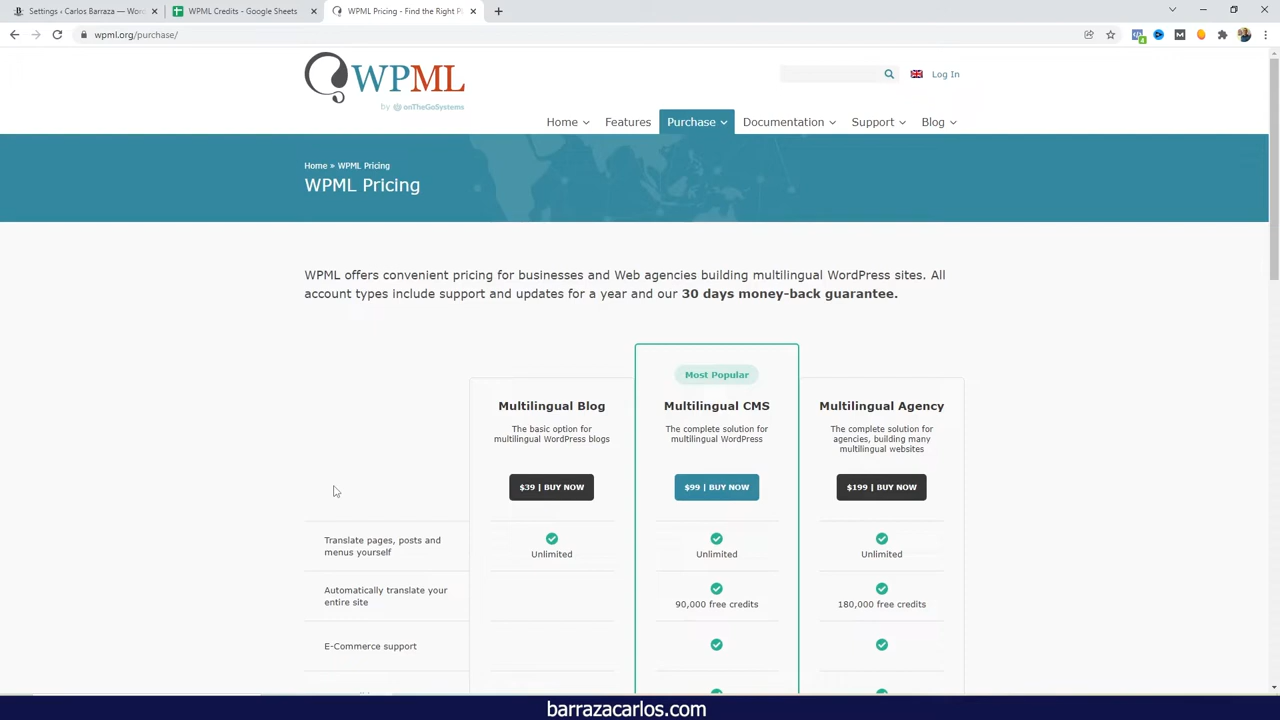 Settings ‹ Carlos Barraza — Wor
WPML Credits - Google Sheets
WPML Pricing - Find the Right P
wpml.org/purchase/
WPML
by onTheGoSystems
Log In
Home
Features
Purchase
Documentation
Support
Blog
Home » WPML Pricing
WPML Pricing
WPML offers convenient pricing for businesses and Web agencies building multilingual WordPress sites. All
account types include support and updates for a year and our 30 days money-back guarantee.
Most Popular
Multilingual Blog
The basic option for
multilingual WordPress blogs
$39 | BUY NOW
Multilingual CMS
The complete solution for
multilingual WordPress
$99 | BUY NOW
Multilingual Agency
The complete solution for
agencies, building many
multilingual websites
$199 | BUY NOW
Translate pages, posts and
menus yourself
Unlimited
Unlimited
Unlimited
Automatically translate your
entire site
90,000 free credits
180,000 free credits
E-Commerce support
barrazacarlos.com